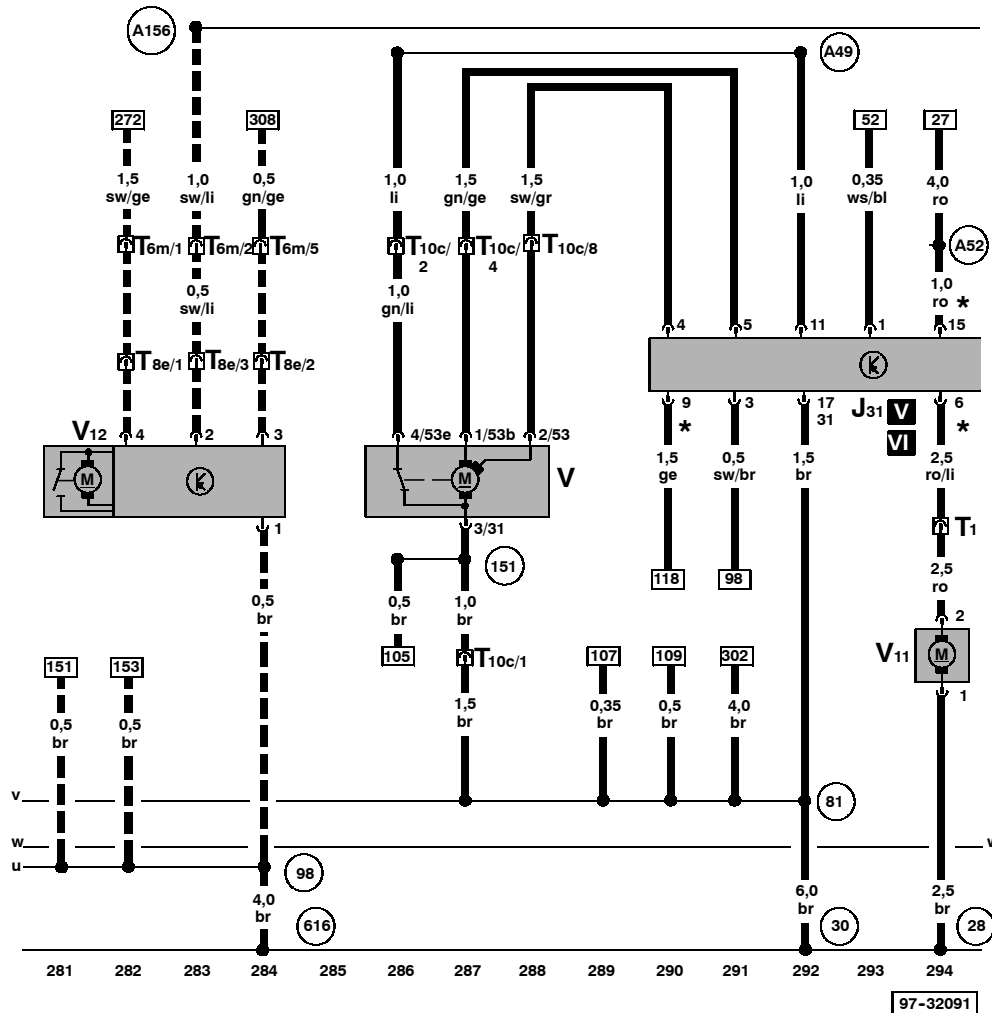 A156
A49
272
308
52
27
1,5 1,0 0,5 1,0 1,5 1,5 1,0 0,35 4,0
sw/ge sw/li gn/ge li gn/ge sw/gr li ws/bl ro
T6m/1 T6m/2 T6m/5 T10c/2 T10c/4 T10c/8 A52
0,5
sw/li
1,0
gn/li
1,0
ro *
4 5 11 1 15
T8e/1 T8e/3 T8e/2
J31 V
VI
9 * 3 17 6 *
31
V12 4 2 3 4/53e 1/53b 2/53
1,5 0,5 1,5 2,5
ge sw/br br ro/li
M M V
1 3/31 T1
151
118 98
2,5
ro
0,5
br
0,5
br
1,0
br
2
105 T10c/1 107 109 302 V11 M
151 153
1
0,5
br
0,5
br
1,5
br
0,35
br
0,5
br
4,0
br
v 81
w w
u 98
4,0
br
6,0
br
2,5
br
616 30 28
281 282 283 284 285 286 287 288 289 290 291 292 293 294
97-32091